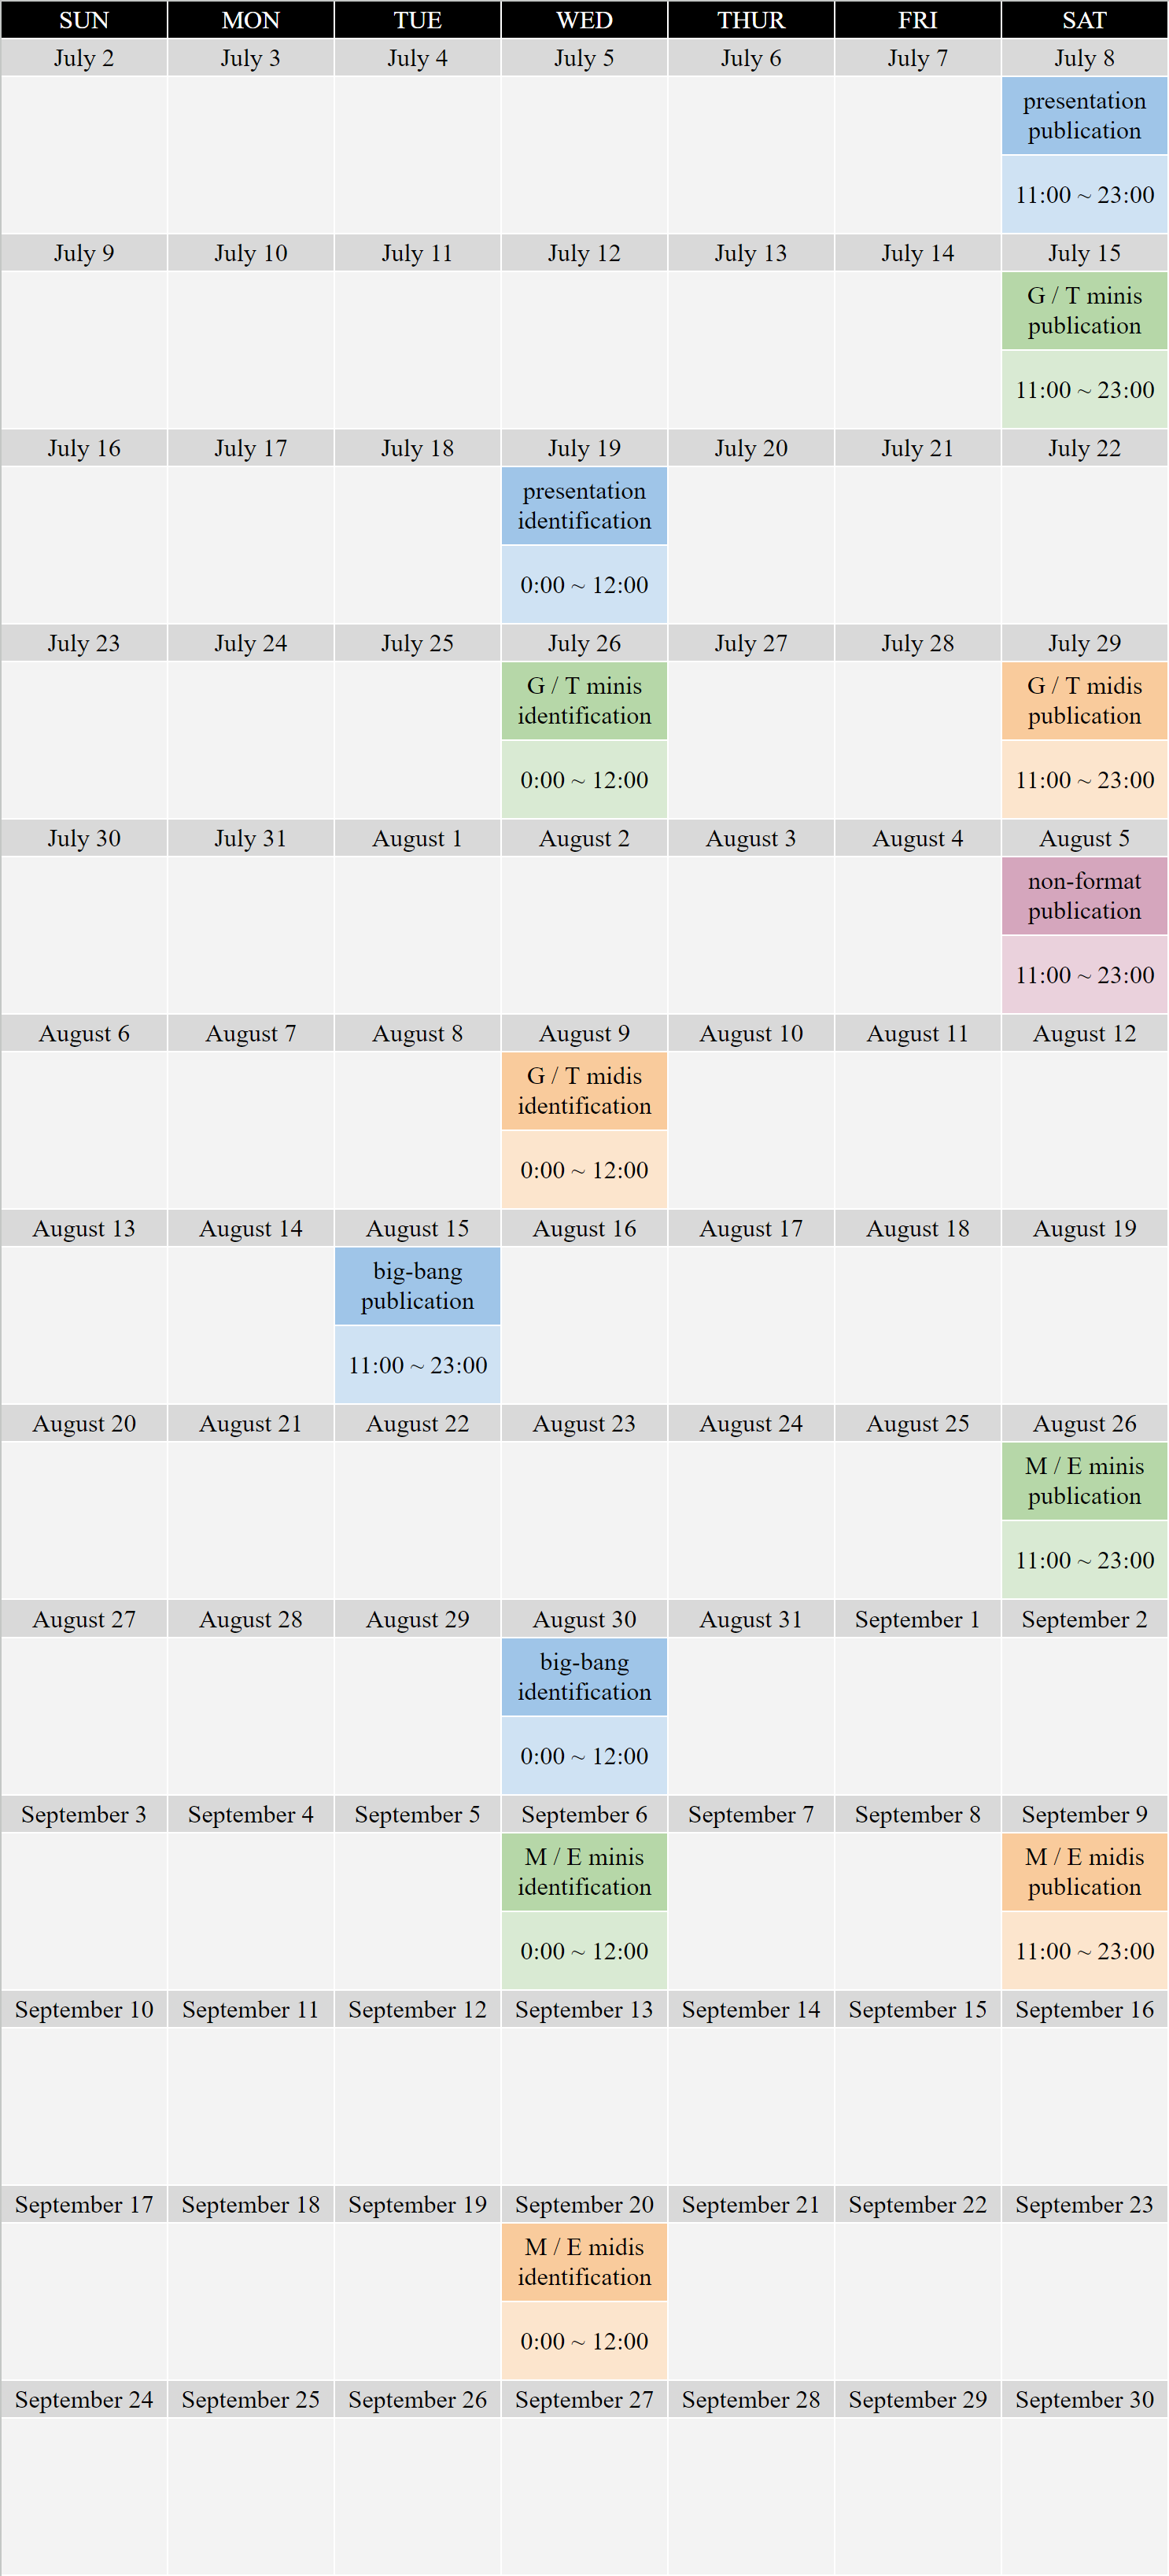 SUN MON TUE WED THUR FRI SAT
July 2 July 3 July 4 July 5 July 6 July 7 July 8
presentation
publication
11:00 ~ 23:00
July 9 July 10 July 11 July 12 July 13 July 14 July 15
G / T minis
publication
11:00 ~ 23:00
July 16 July 17 July 18 July 19 July 20 July 21 July 22
presentation
identification
0:00 ~ 12:00
July 23 July 24 July 25 July 26 July 27 July 28 July 29
G / T minis G / T midis
identification publication
0:00 ~ 12:00 11:00 ~ 23:00
July 30 July 31 August 1 August 2 August 3 August 4 August 5
non-format
publication
11:00 ~ 23:00
August 6 August 7 August 8 August 9 August 10 August 11 August 12
G / T midis
identification
0:00 ~ 12:00
August 13 August 14 August 15 August 16 August 17 August 18 August 19
big-bang
publication
11:00 ~ 23:00
August 20 August 21 August 22 August 23 August 24 August 25 August 26
M / E minis
publication
11:00 ~ 23:00
August 27 August 28 August 29 August 30 August 31 September 1 September 2
big-bang
identification
0:00 ~ 12:00
September 3 September 4 September 5 September 6 September 7 September 8 September 9
M / E minis M / E midis
identification publication
0:00 ~ 12:00 11:00 ~ 23:00
September 10 September 11 September 12 September 13 September 14 September 15 September 16
September 17 September 18 September 19 September 20 September 21 September 22 September 23
M / E midis
identification
0:00 ~ 12:00
September 24 September 25 September 26 September 27 September 28 September 29 September 30